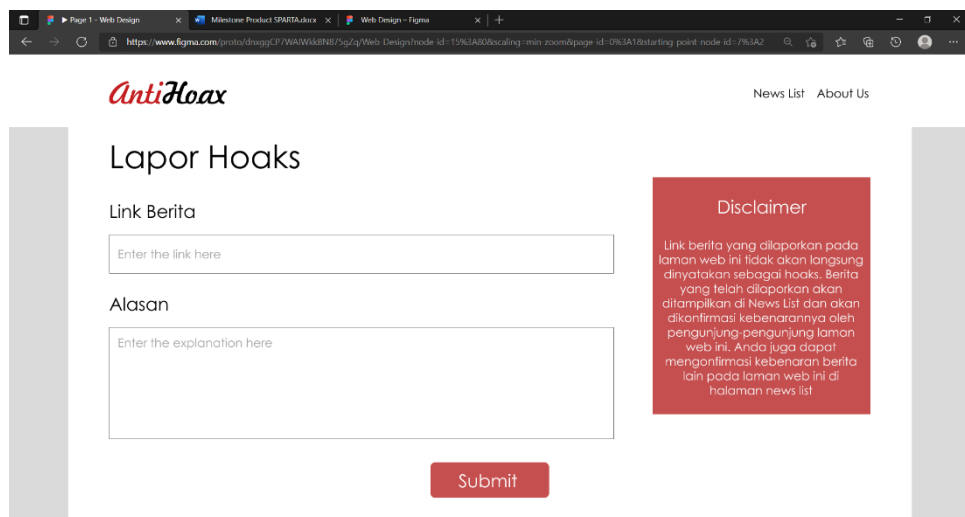 Page 1 - Web Design
Milestone Product SPARTA.docx
Web Design – Figma
AntiHoax
News List About Us
Lapor Hoaks
Link Berita
Enter the link here
Alasan
Enter the explanation here
Submit
Disclaimer
Link berita yang dilaporkan pada
laman web ini tidak akan langsung
dinyatakan sebagai hoaks. Berita
yang telah dilaporkan akan
ditampilkan di News List dan akan
dikonfirmasi kebenarannya oleh
pengunjung-pengunjung laman
web ini. Anda juga dapat
mengonfirmasi kebenaran berita
lain pada laman web ini di
halaman news list